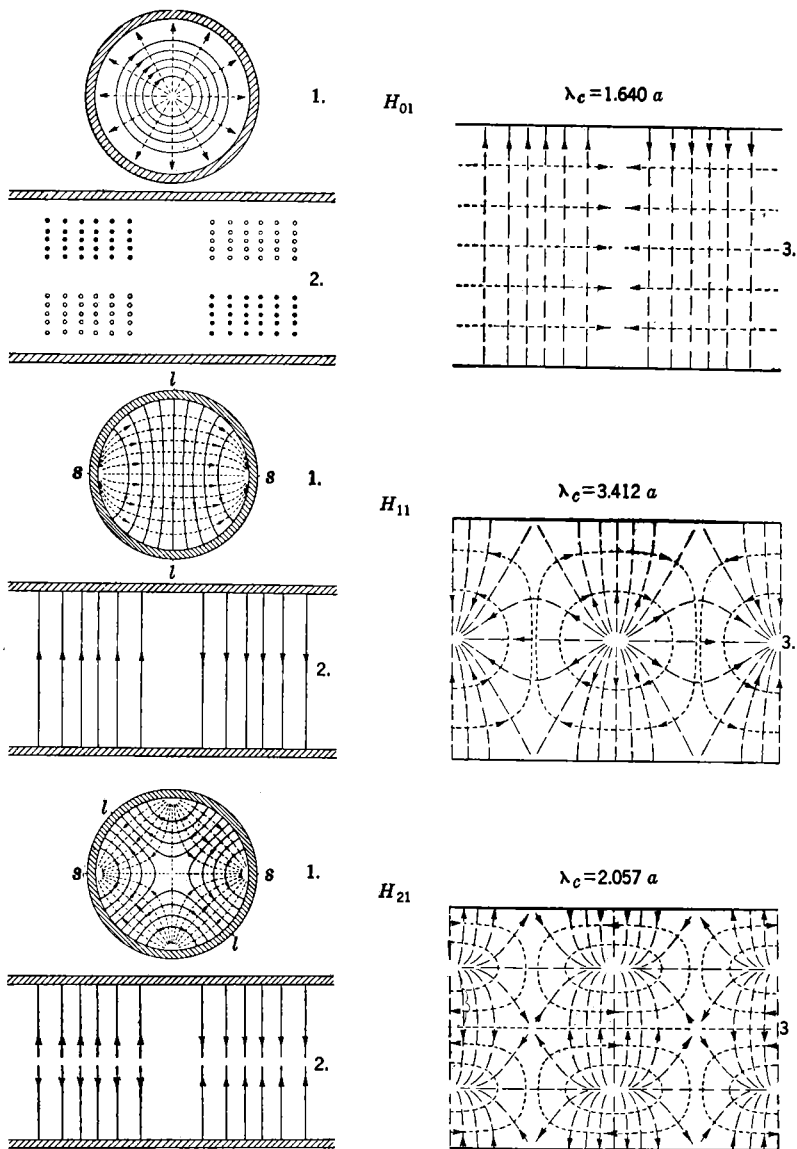 1.
H01
λc=1.640 a
2.
3.
l
s
s
1.
l
H11
λc=3.412 a
2.
3.
l
s
s
1.
l
H21
λc=2.057 a
2.
3